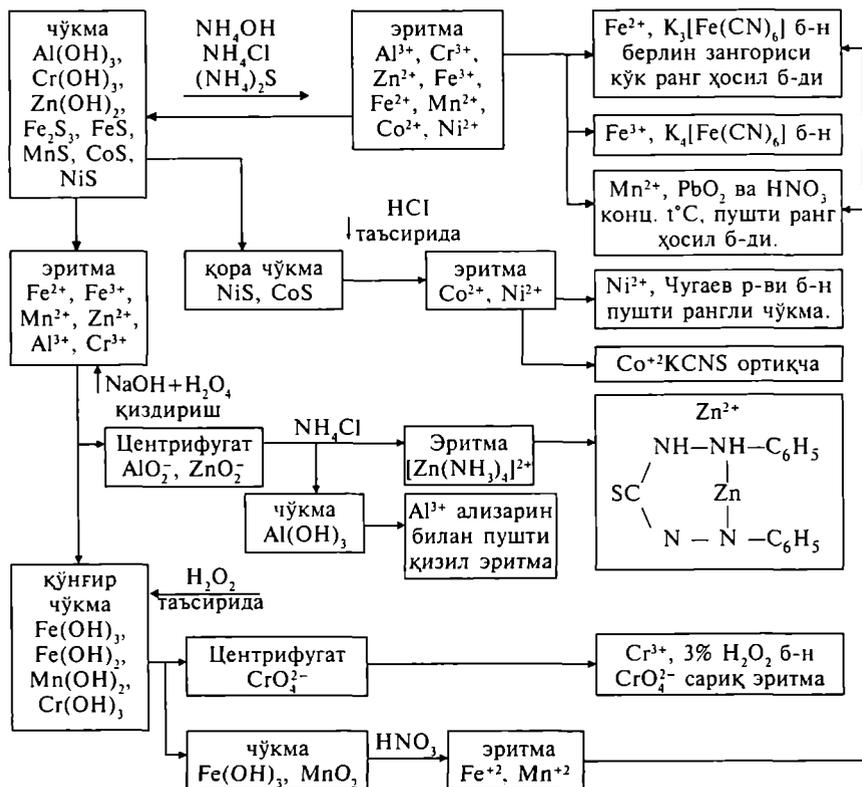 чўкма
Al(OH)₃,
Cr(OH)₃,
Zn(OH)₂,
Fe₂S₃, FeS,
MnS, CoS,
NiS
NH₄OH
NH₄Cl
(NH₄)₂S
эритма
Al³⁺, Cr³⁺,
Zn²⁺, Fe³⁺,
Fe²⁺, Mn²⁺,
Co²⁺, Ni²⁺
Fe²⁺, K₃[Fe(CN)₆] б-н
берлин зангориси
кўк ранг ҳосил б-ди
Fe³⁺, K₄[Fe(CN)₆] б-н
Mn²⁺, PbO₂ ва HNO₃
конц. t°C, пушти ранг
ҳосил б-ди.
HCl
таъсирида
эритма
Fe²⁺, Fe³⁺,
Mn²⁺, Zn²⁺,
Al³⁺, Cr³⁺
қора чўкма
NiS, CoS
эритма
Co²⁺, Ni²⁺
Ni²⁺, Чугаев р-ви б-н
пушти рангли чўкма.
Co⁺²KCNS ортиқча
NaOH+H₂O₄
қиздириш
Центрифугат
AlO₂⁻, ZnO₂⁻
NH₄Cl
Эритма
[Zn(NH₃)₄]²⁺
Zn²⁺
NH—NH—C₆H₅
SC
Zn
N — N —C₆H₅
чўкма
Al(OH)₃
Al³⁺ ализарин
билан пушти
қизил эритма
қўнғир
чўкма
Fe(OH)₃,
Fe(OH)₂,
Mn(OH)₂,
Cr(OH)₃
H₂O₂
таъсирида
Центрифугат
CrO₄²⁻
Cr³⁺, 3% H₂O₂ б-н
CrO₄²⁻ сариқ эритма
чўкма
Fe(OH)₃, MnO₂
HNO₃
эритма
Fe⁺², Mn⁺²